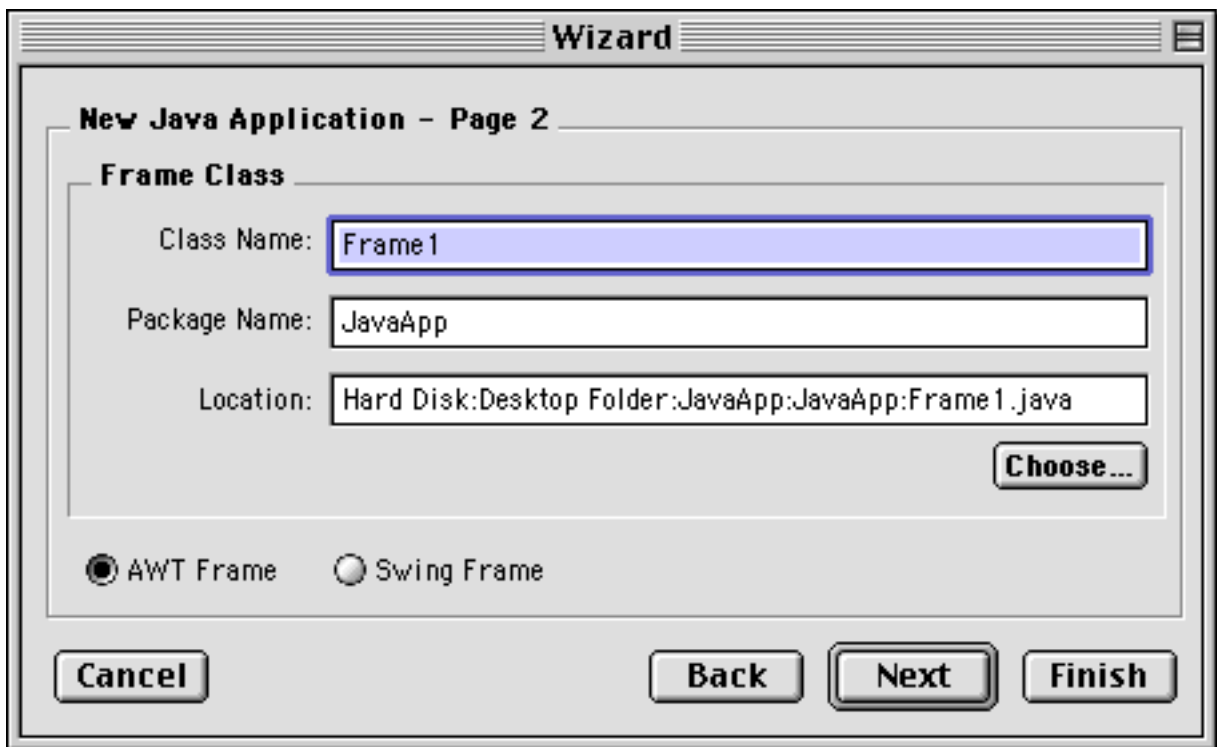 Wizard
New Java Application - Page 2
Frame Class
Class Name: Frame1
Package Name: JavaApp
Location: Hard Disk:Desktop Folder:JavaApp:JavaApp:Frame1.java
Choose...
AWT Frame Swing Frame
Cancel Back Next Finish